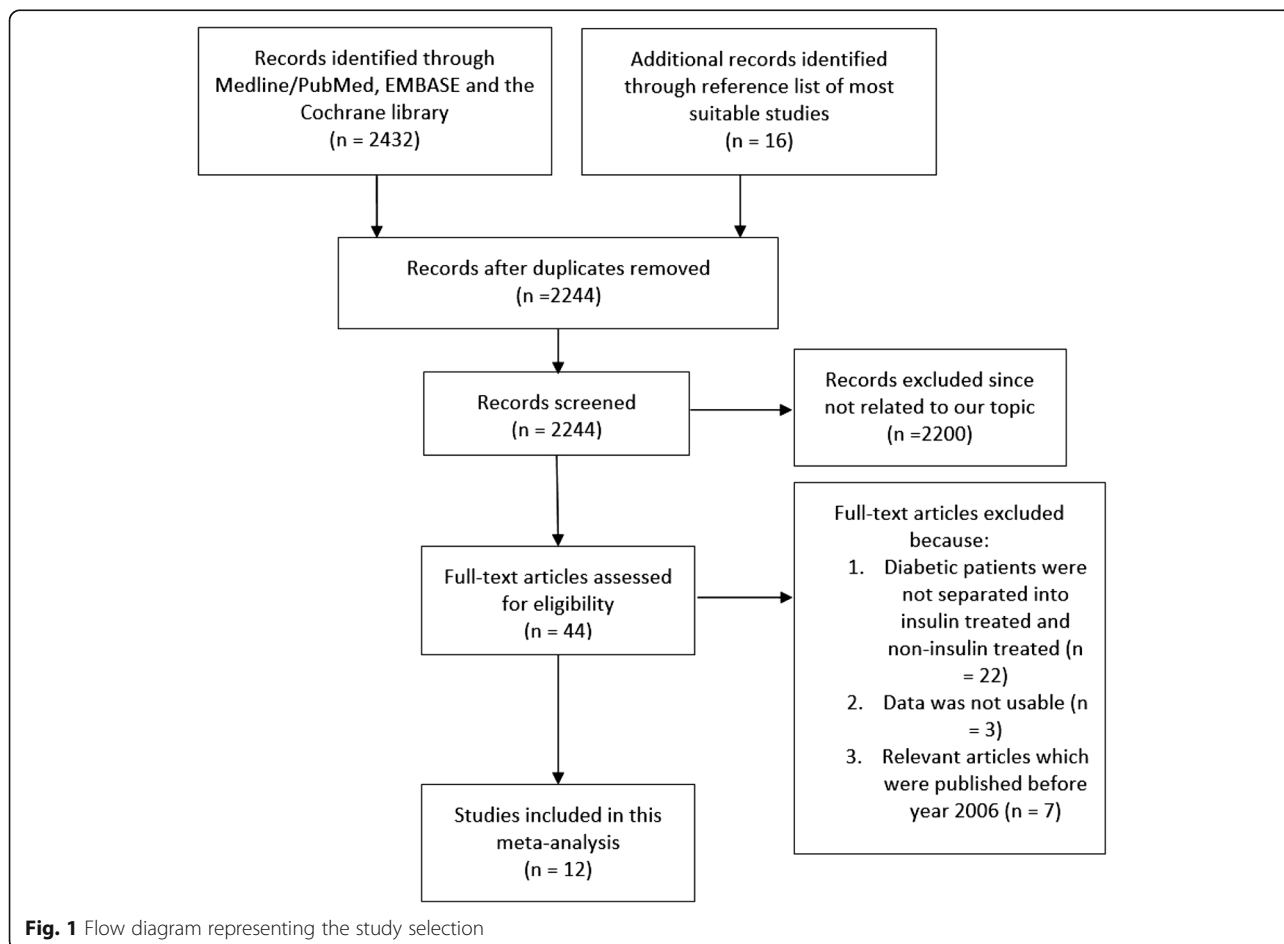 Records identified through
Medline/PubMed, EMBASE and the
Cochrane library
(n = 2432)
Additional records identified
through reference list of most
suitable studies
(n = 16)
Records after duplicates removed
(n =2244)
Records screened
(n = 2244)
Records excluded since
not related to our topic
(n =2200)
Full-text articles assessed
for eligibility
(n = 44)
Full-text articles excluded
because:
1. Diabetic patients were
not separated into
insulin treated and
non-insulin treated (n
= 22)
2. Data was not usable (n
= 3)
3. Relevant articles which
were published before
year 2006 (n = 7)
Studies included in this
meta-analysis
(n = 12)
Fig. 1 Flow diagram representing the study selection